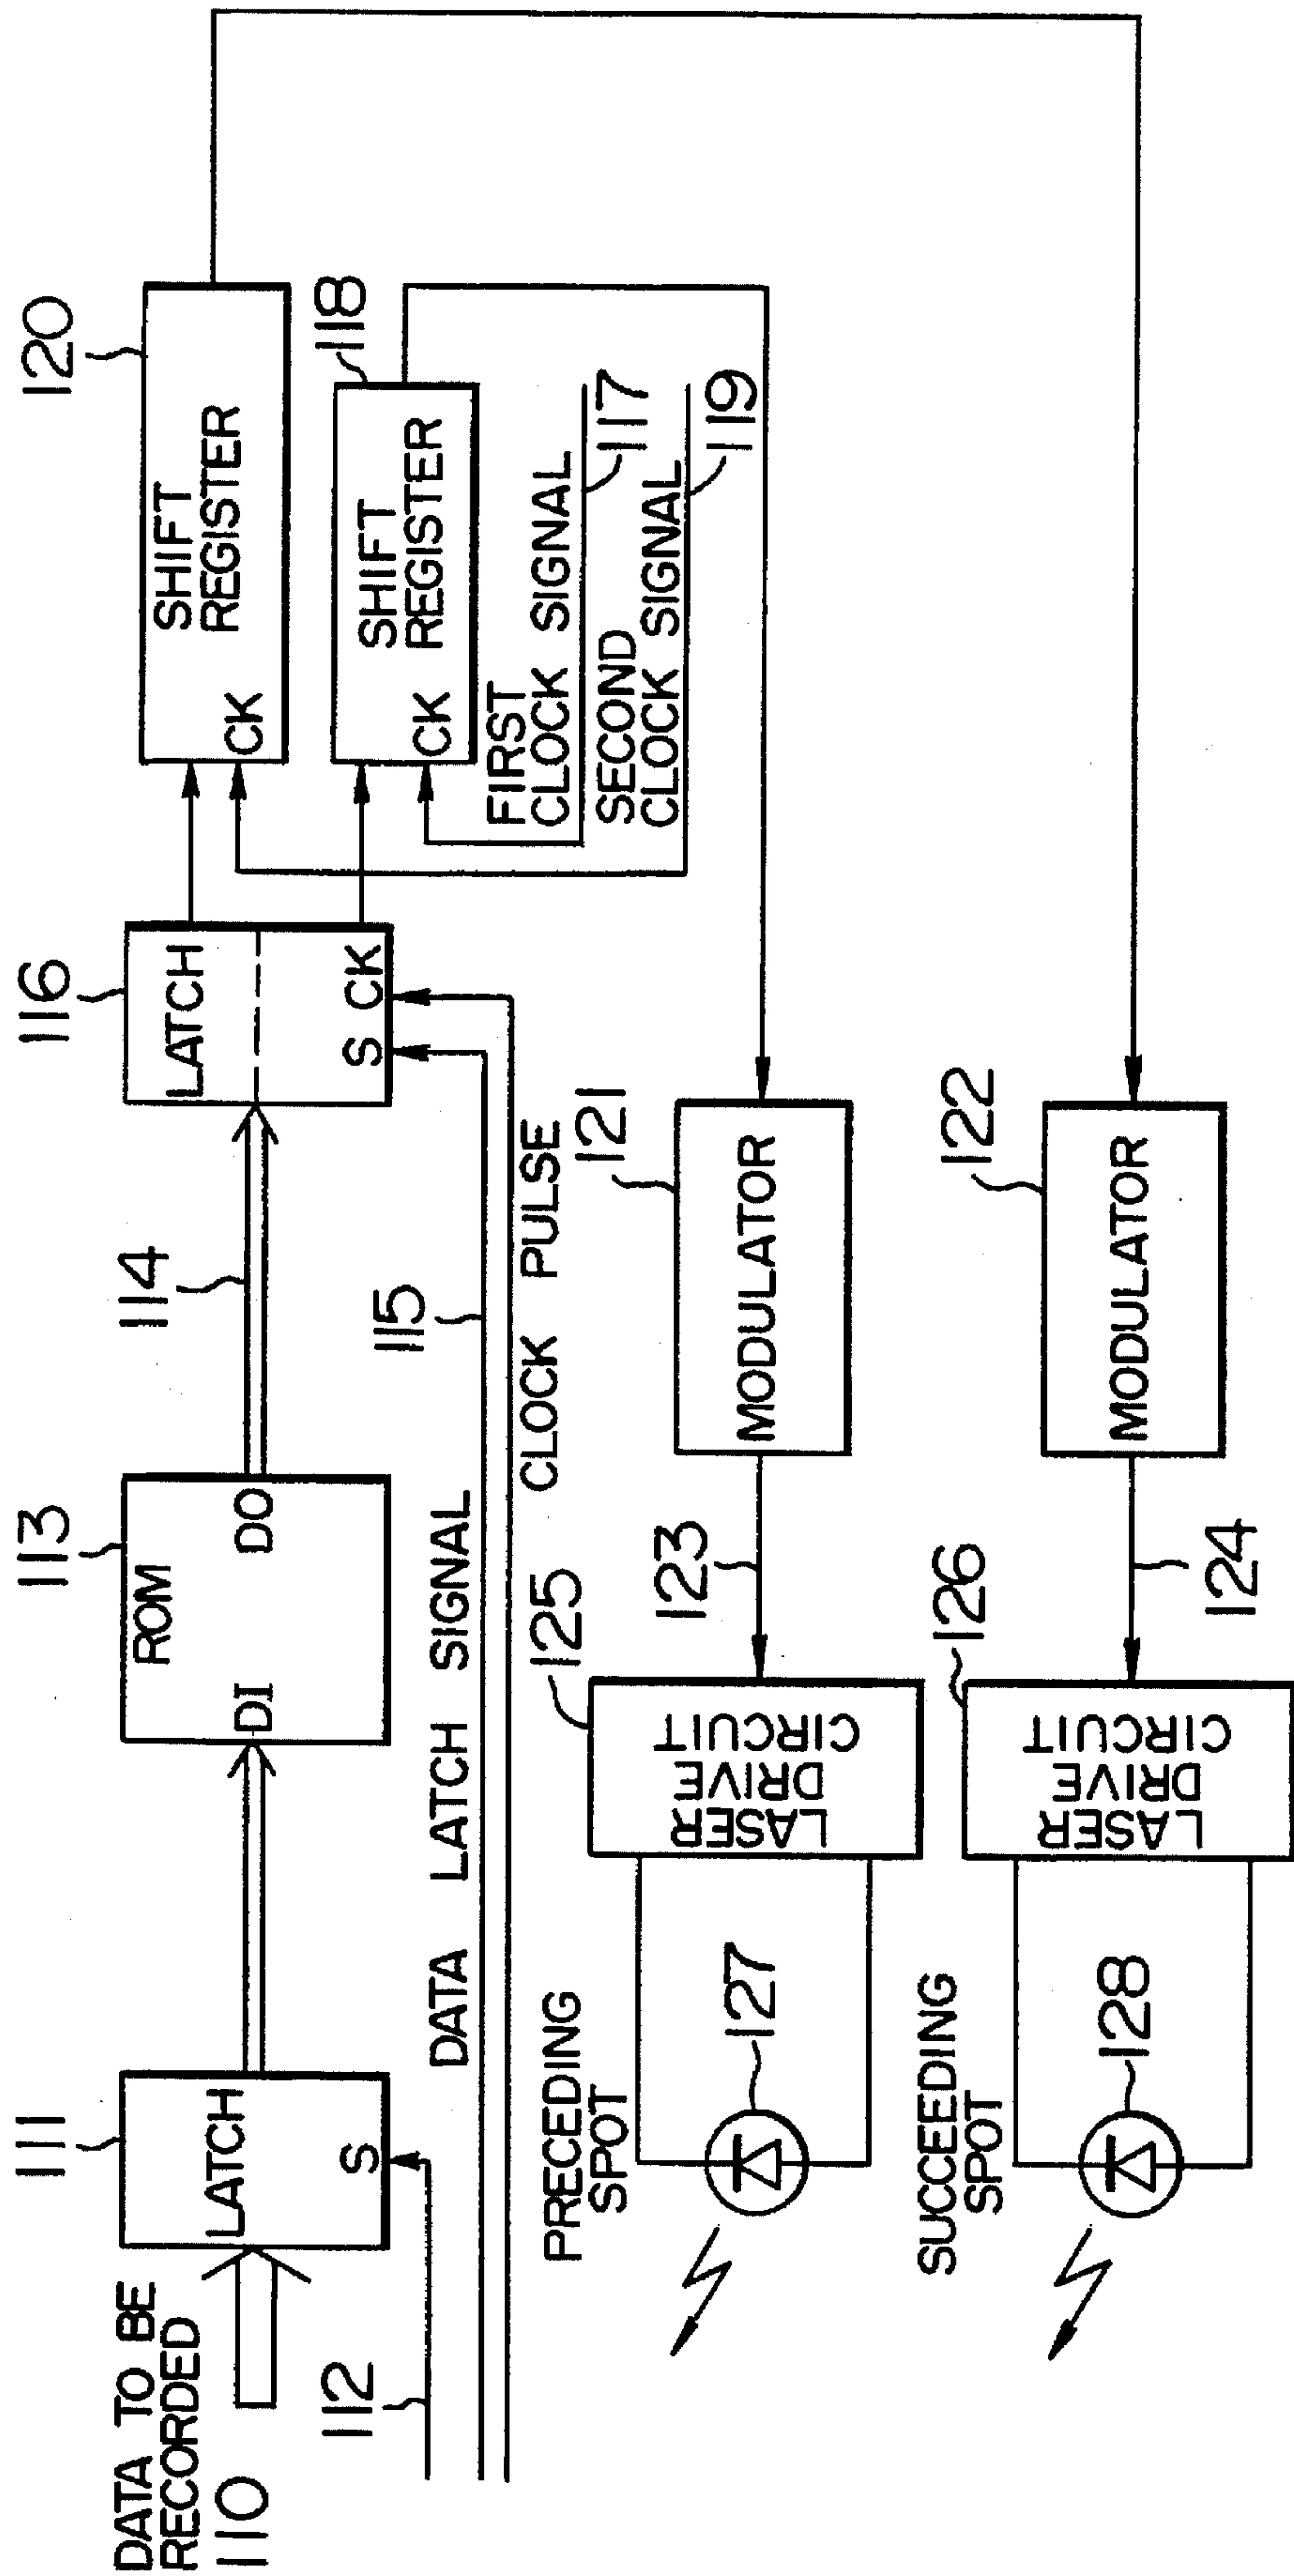 DATA TO BE
RECORDED
110
111
LATCH
S
112
113
ROM
DI
DO
114
DATA LATCH SIGNAL
115
CLOCK PULSE
116
LATCH
S
CK
120
SHIFT
REGISTER
CK
118
SHIFT
REGISTER
CK
FIRST
CLOCK SIGNAL
117
SECOND
CLOCK SIGNAL
119
PRECEDING
SPOT
127
125
LASER
DRIVE
CIRCUIT
123
121
MODULATOR
SUCCEEDING
SPOT
128
126
LASER
DRIVE
CIRCUIT
124
122
MODULATOR